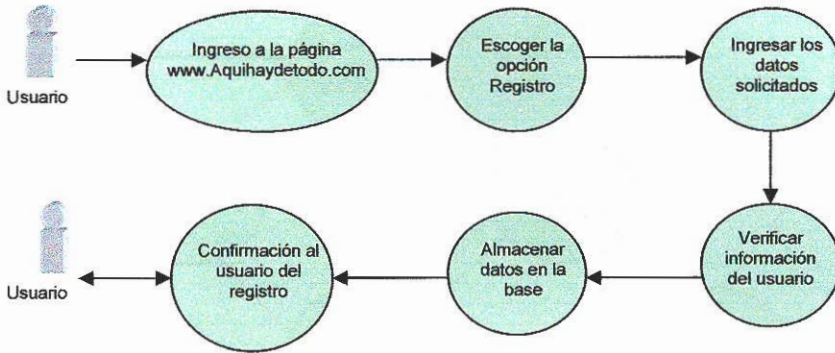 Usuario
Ingreso a la página
www.Aquihaydetodo.com
Escoger la
opción
Registro
Ingresar los
datos
solicitados
Usuario
Confirmación al
usuario del
registro
Almacenar
datos en la
base
Verificar
información
del usuario